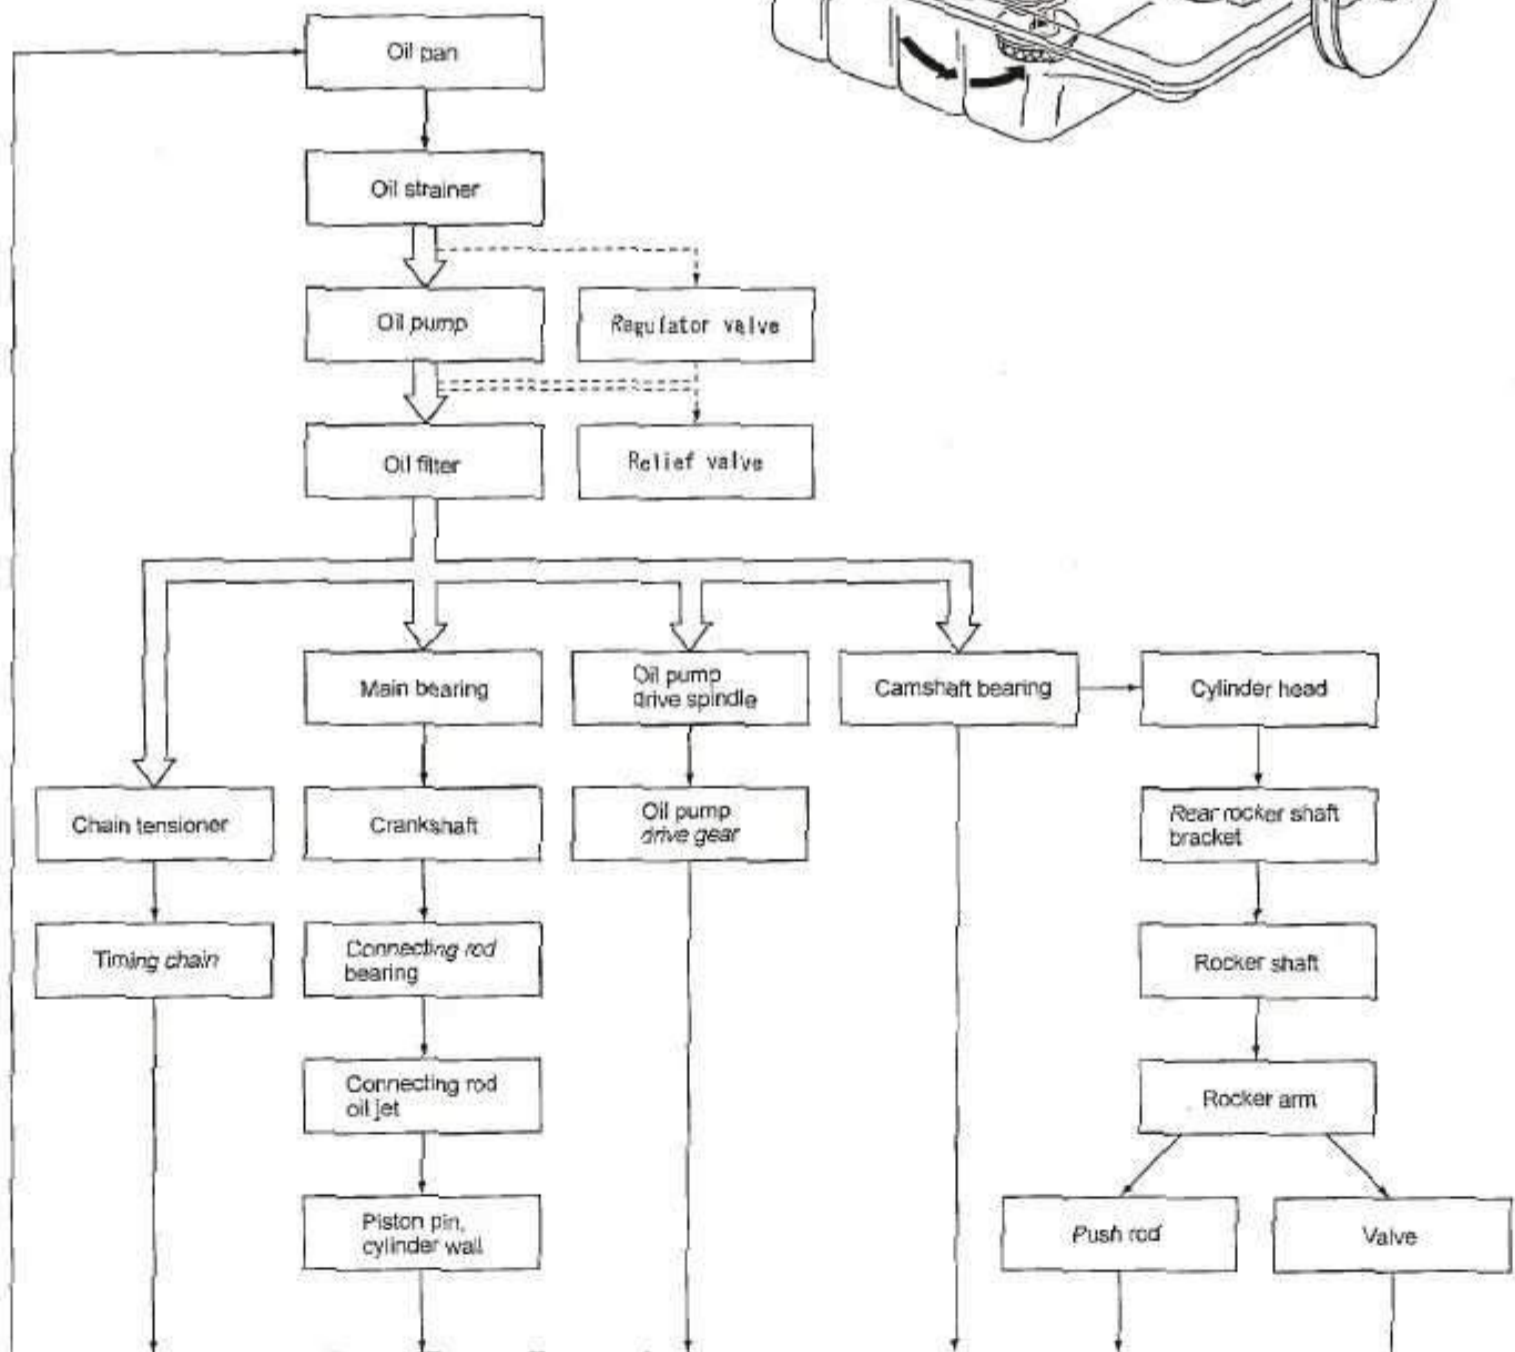 Oil pan
Oil strainer
Oil pump
Regulator valve
Oil filter
Relief valve
Main bearing
Oil pump
drive spindle
Camshaft bearing
Cylinder head
Chain tensioner
Crankshaft
Oil pump
drive gear
Rear rocker shaft
bracket
Timing chain
Connecting rod
bearing
Rocker shaft
Connecting rod
oil jet
Rocker arm
Piston pin,
cylinder wall
Push rod
Valve